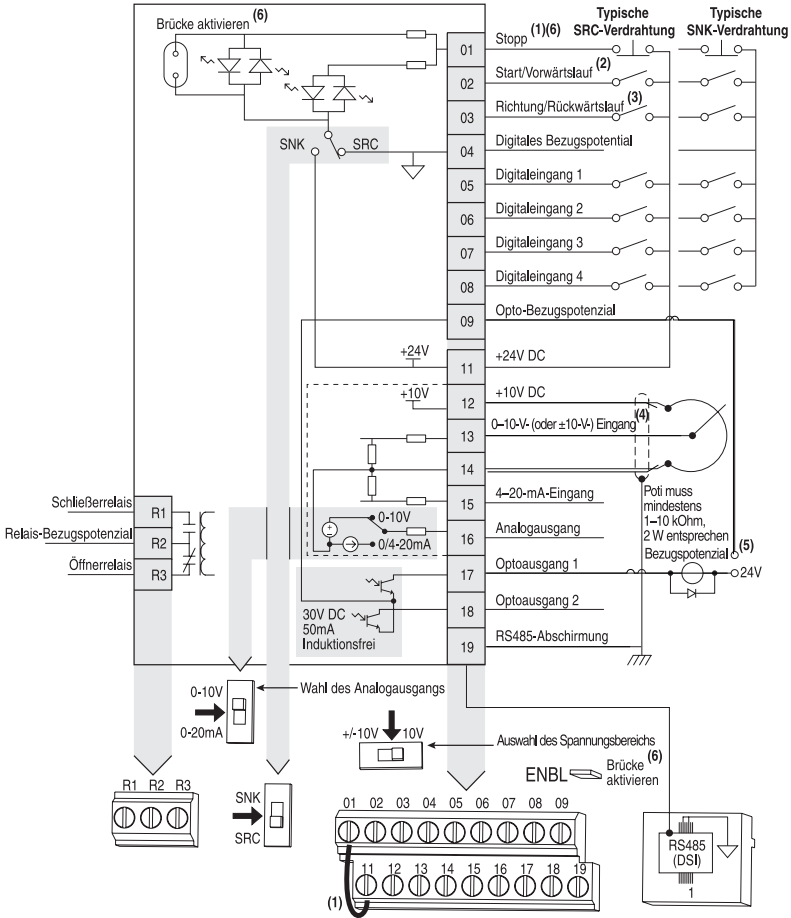 Brücke aktivieren (6)
Typische
SRC-Verdrahtung
Typische
SNK-Verdrahtung
01
Stopp (1)(6)
02
Start/Vorwärtslauf (2)
03
Richtung/Rückwärtslauf (3)
SNK
SRC
04
Digitales Bezugspotential
05
Digitaleingang 1
06
Digitaleingang 2
07
Digitaleingang 3
08
Digitaleingang 4
09
Opto-Bezugspotenzial
+24V
11
+24V DC
+10V
12
+10V DC
13
0–10-V- (oder ±10-V-) Eingang (4)
14
15
4–20-mA-Eingang
Poti muss
mindestens
1–10 kOhm,
2 W entsprechen
Schließerrelais
R1
Relais-Bezugspotenzial
R2
Öffnerrelais
R3
0-10V
0/4-20mA
16
Analogausgang
Bezugspotenzial
(5)
17
Optoausgang 1
24V
18
Optoausgang 2
30V DC
50mA
Induktionsfrei
19
RS485-Abschirmung
0-10V
0-20mA
Wahl des Analogausgangs
+/-10V
10V
Auswahl des Spannungsbereichs
ENBL
Brücke (6)
aktivieren
R1 R2 R3
SNK
SRC
01 02 03 04 05 06 07 08 09
11 12 13 14 15 16 17 18 19
(1)
RS485
(DSI)
1